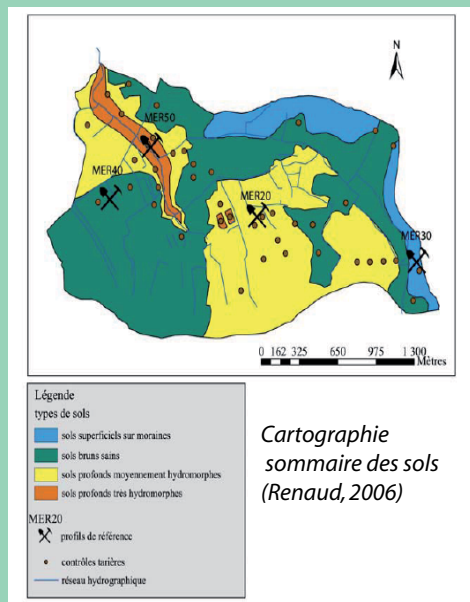 N
MER50
MER40
MER20
MER30
0 162 325 650 975 1 300
Mètres
Légende
types de sols
sols superficiels sur moraines
sols bruns sains
sols profonds moyennement hydromorphes
sols profonds très hydromorphes
MER20
profils de référence
contrôles tarières
réseau hydrographique
Cartographie
sommaire des sols
(Renaud, 2006)